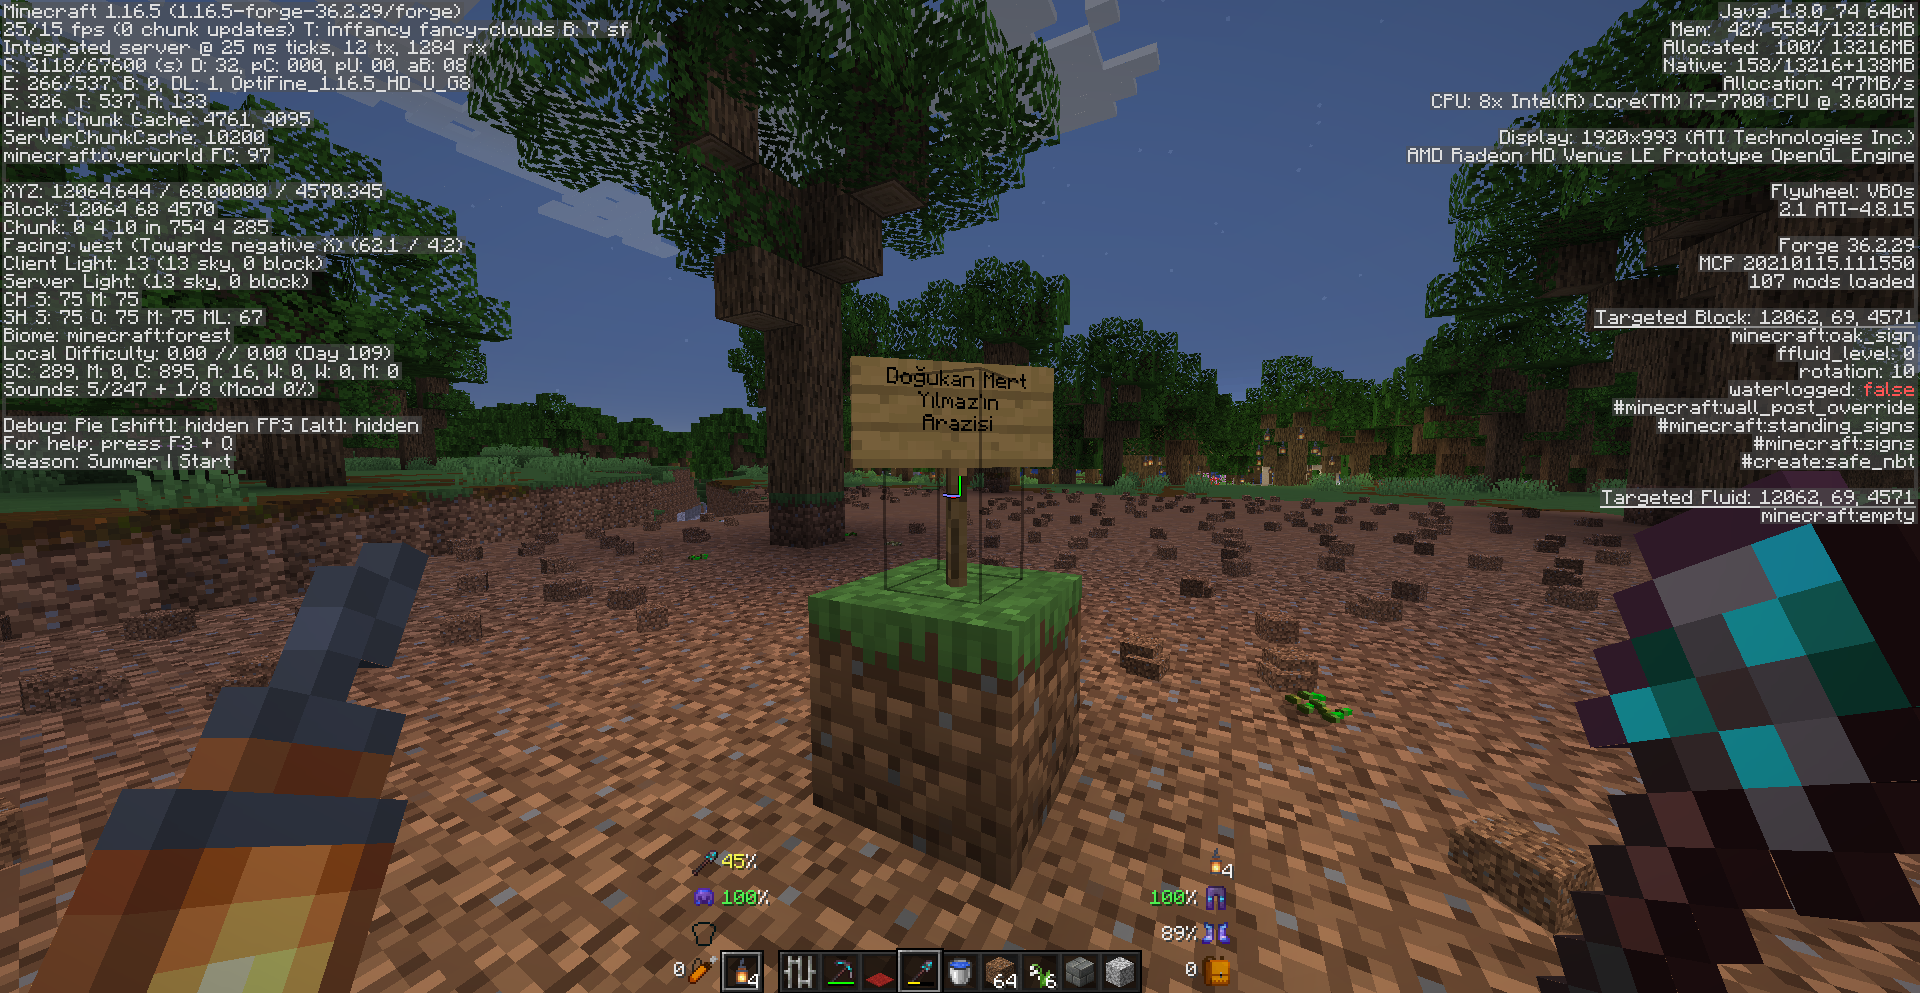 Minecraft 1.16.5 (1.16.5-forge-36.2.29/forge)
25/15 fps (0 chunk updates) T: inffancy fancy-clouds B: 7 sf
Integrated server @ 25 ms ticks, 12 tx, 1284 rx
C: 2118/67600 (s) D: 32, pC: 000, pU: 00, aB: 08
E: 266/537, B: 0, DL: 1, OptiFine_1.16.5_HD_U_G8
P: 326. T: 537, A: 133
Client Chunk Cache: 4761, 4095
ServerChunkCache: 10200
minecraft:overworld FC: 97
XYZ: 12064.644 / 68.00000 / 4570.345
Block: 12064 68 4570
Chunk: 0 4 10 in 754 4 285
Facing: west (Towards negative X) (62.1 / 4.2)
Client Light: 13 (13 sky, 0 block)
Server Light: (13 sky, 0 block)
CH S: 75 M: 75
SH S: 75 O: 75 M: 75 ML: 67
Biome: minecraft:forest
Local Difficulty: 0.00 // 0.00 (Day 109)
SC: 289, M: 0, C: 895, A: 16, W: 0, W: 0, M: 0
Sounds: 5/247 + 1/8 (Mood 0%)
Debug: Pie [shift]: hidden FPS [alt]: hidden
For help: press F3 + Q
Season: Summer | Start
Java: 1.8.0_74 64bit
Mem: 42% 5584/13216MB
Allocated: 100% 13216MB
Native: 158/13216+138MB
Allocation: 477MB/s
CPU: 8x Intel(R) Core(TM) i7-7700 CPU @ 3.60GHz
Display: 1920x993 (ATI Technologies Inc.)
AMD Radeon HD Venus LE Prototype OpenGL Engine
Flywheel: VBOs
2.1 ATI-4.8.15
Forge 36.2.29
MCP 20210115.111550
107 mods loaded
Targeted Block: 12062, 69, 4571
minecraft:oak_sign
ffluid_level: 0
rotation: 10
waterlogged: false
#minecraft:wall_post_override
#minecraft:standing_signs
#minecraft:signs
#create:safe_nbt
Targeted Fluid: 12062, 69, 4571
minecraft:empty
Doğukan Mert
Yılmaz'ın
Arazisi
45%
4
100%
100%
89%
0
4
64
6
0